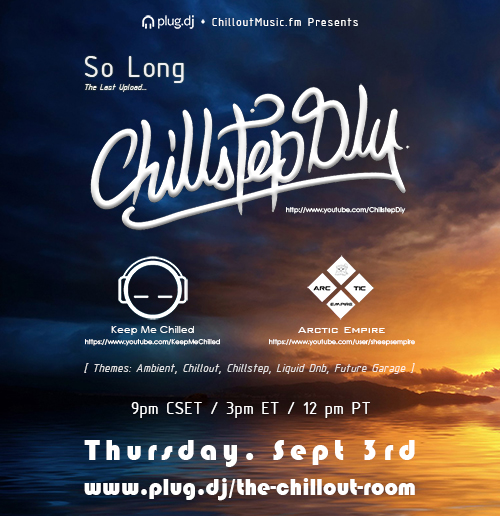 plug.dj + ChilloutMusic.fm Presents
So Long
The Last Upload...
ChillstepDly.
http://www.youtube.com/ChillstepDly
Keep Me Chilled
https://www.youtube.com/KeepMeChilled
ARC TIC
EMPIRE
Arctic Empire
https://www.youtube.com/user/sheepsempire
[ Themes: Ambient, Chillout, Chillstep, Liquid Dnb, Future Garage ]
9pm CSET / 3pm ET / 12 pm PT
Thursday. Sept 3rd
www.plug.dj/the-chillout-room